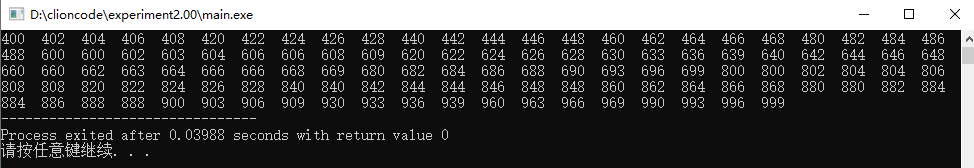 D:\clioncode\experiment2.00\main.exe
400 402 404 406 408 420 422 424 426 428 440 442 444 446 448 460 462 464 466 468 480 482 484 486
488 600 600 602 603 604 606 606 608 609 620 622 624 626 628 630 633 636 639 640 642 644 646 648
660 660 662 663 664 666 666 666 668 669 680 682 684 686 688 690 693 696 699 800 800 802 804 804 806
808 808 820 822 824 826 828 840 840 842 844 844 846 848 848 860 862 864 866 868 880 880 882 884
884 886 888 888 900 903 906 909 930 933 936 939 960 963 966 969 990 993 996 999
--------------------------------
Process exited after 0.03988 seconds with return value 0
请按任意键继续. . .